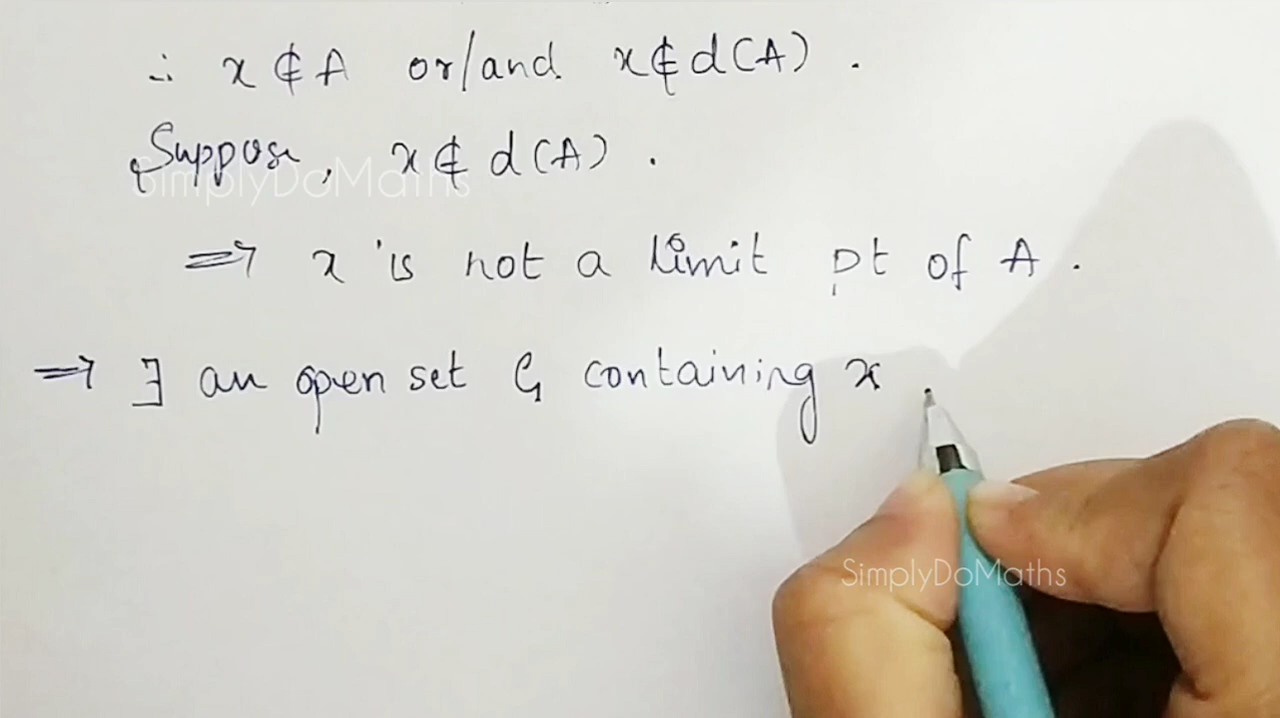 ∴ x ∉ A or/and x ∉ d(A) .
Suppose, x ∉ d(A) .
SimplyDoMaths
⇒ x is not a limit pt of A .
⇒ ∃ an open set G containing x .
SimplyDoMaths